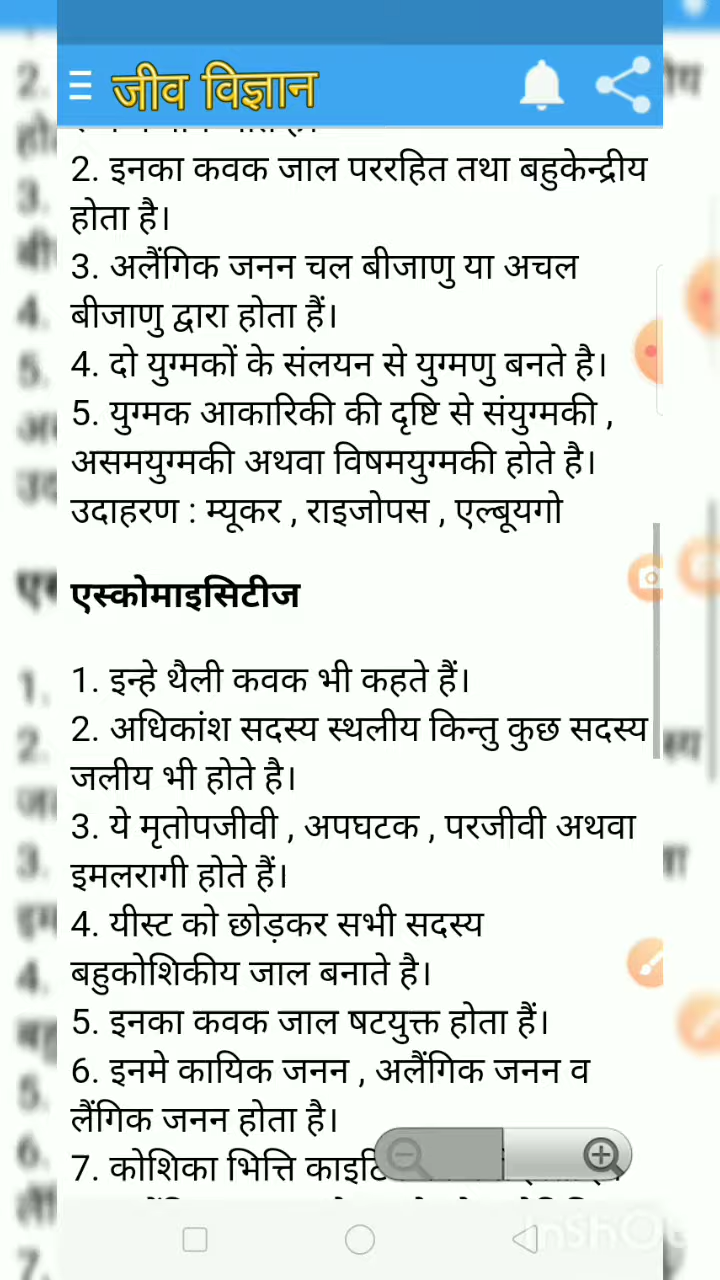 जीव विज्ञान
2. इनका कवक जाल पररहित तथा बहुकेन्द्रीय
होता है।
3. अलैंगिक जनन चल बीजाणु या अचल
बीजाणु द्वारा होता हैं।
4. दो युग्मकों के संलयन से युग्मणु बनते है।
5. युग्मक आकारिकी की दृष्टि से संयुग्मकी ,
असमयुग्मकी अथवा विषमयुग्मकी होते है।
उदाहरण : म्यूकर , राइजोपस , एल्बूयगो
एस्कोमाइसिटीज
1. इन्हे थैली कवक भी कहते हैं।
2. अधिकांश सदस्य स्थलीय किन्तु कुछ सदस्य
जलीय भी होते है।
3. ये मृतोपजीवी , अपघटक , परजीवी अथवा
इमलरागी होते हैं।
4. यीस्ट को छोड़कर सभी सदस्य
बहुकोशिकीय जाल बनाते है।
5. इनका कवक जाल षटयुक्त होता हैं।
6. इनमे कायिक जनन , अलैंगिक जनन व
लैंगिक जनन होता है।
7. कोशिका भित्ति
InShO